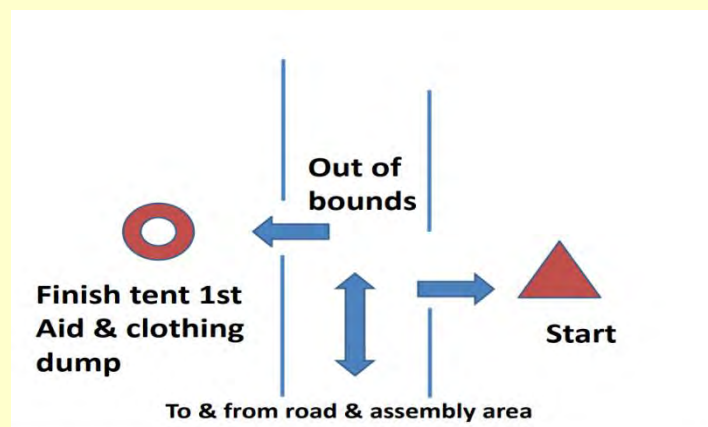 Out of
bounds
Finish tent 1st
Aid & clothing
dump
Start
To & from road & assembly area